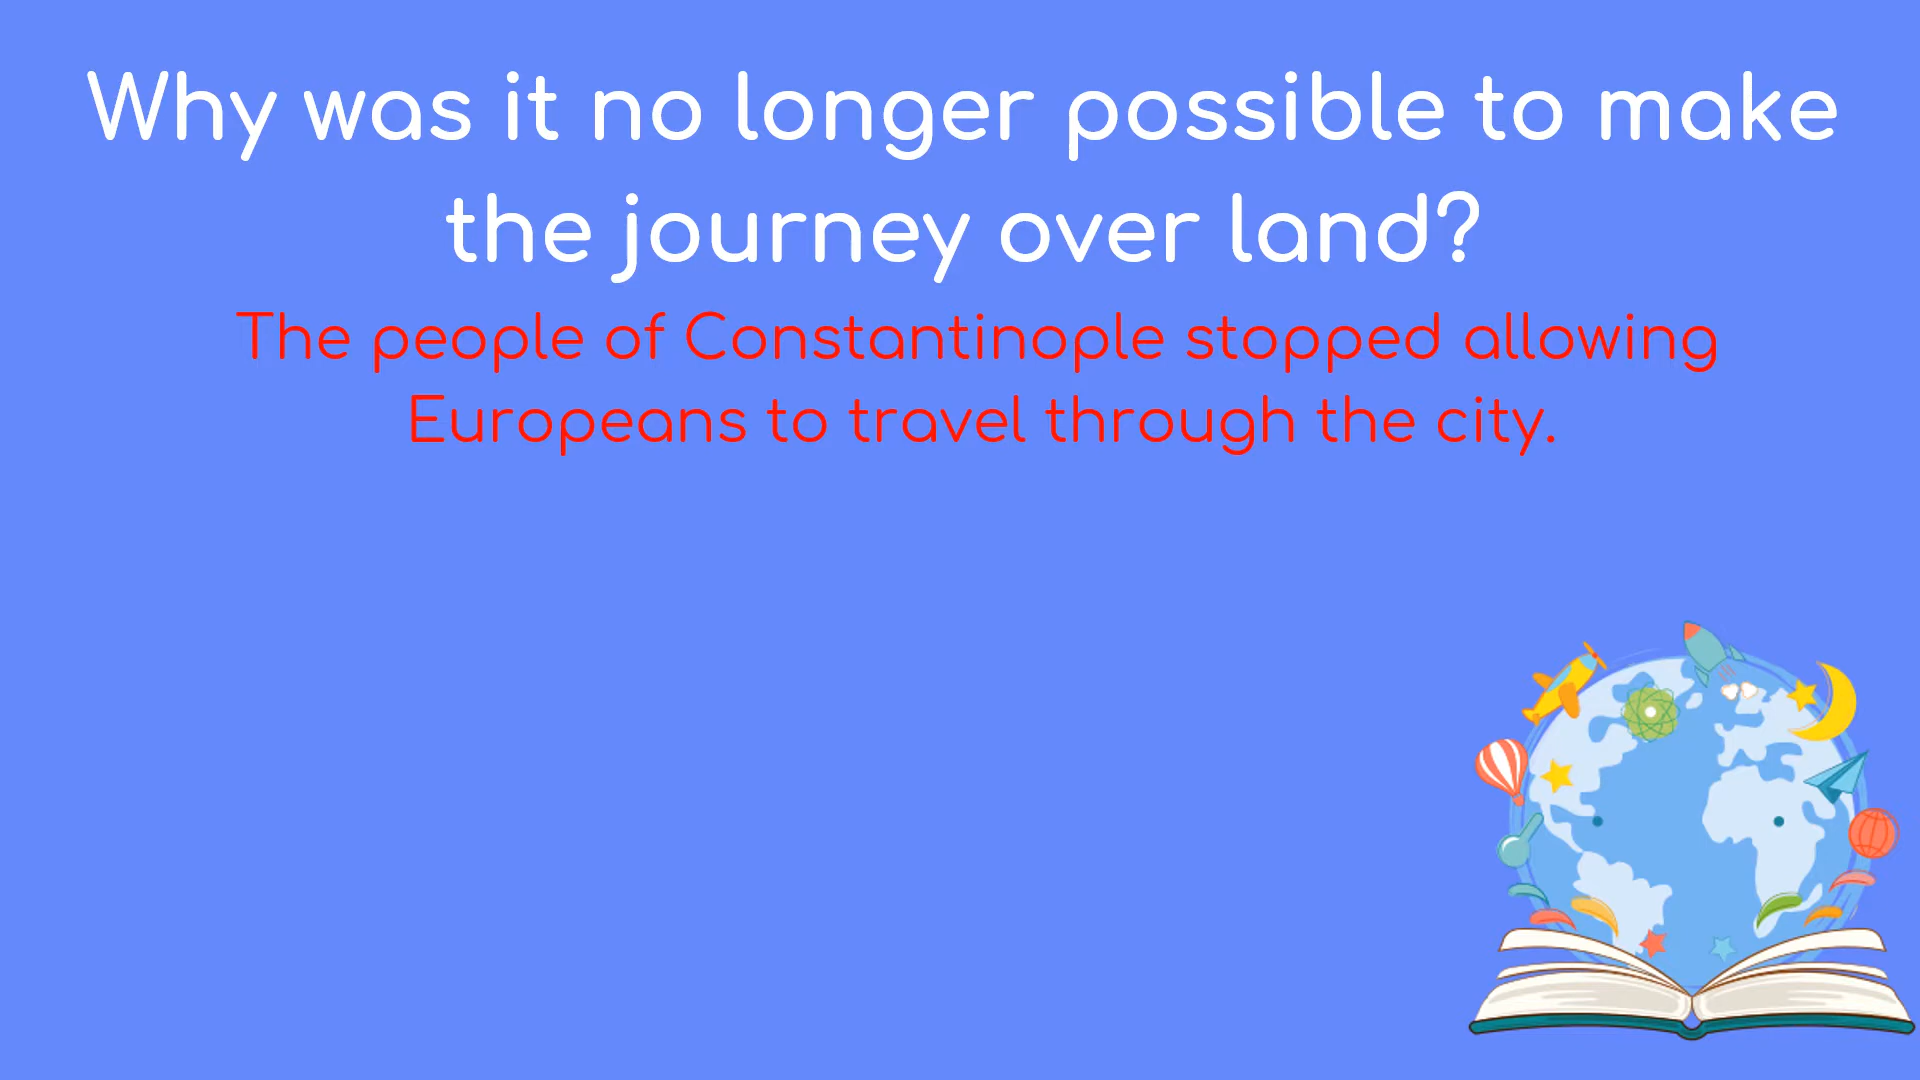 Why was it no longer possible to make
the journey over land?
The people of Constantinople stopped allowing
Europeans to travel through the city.